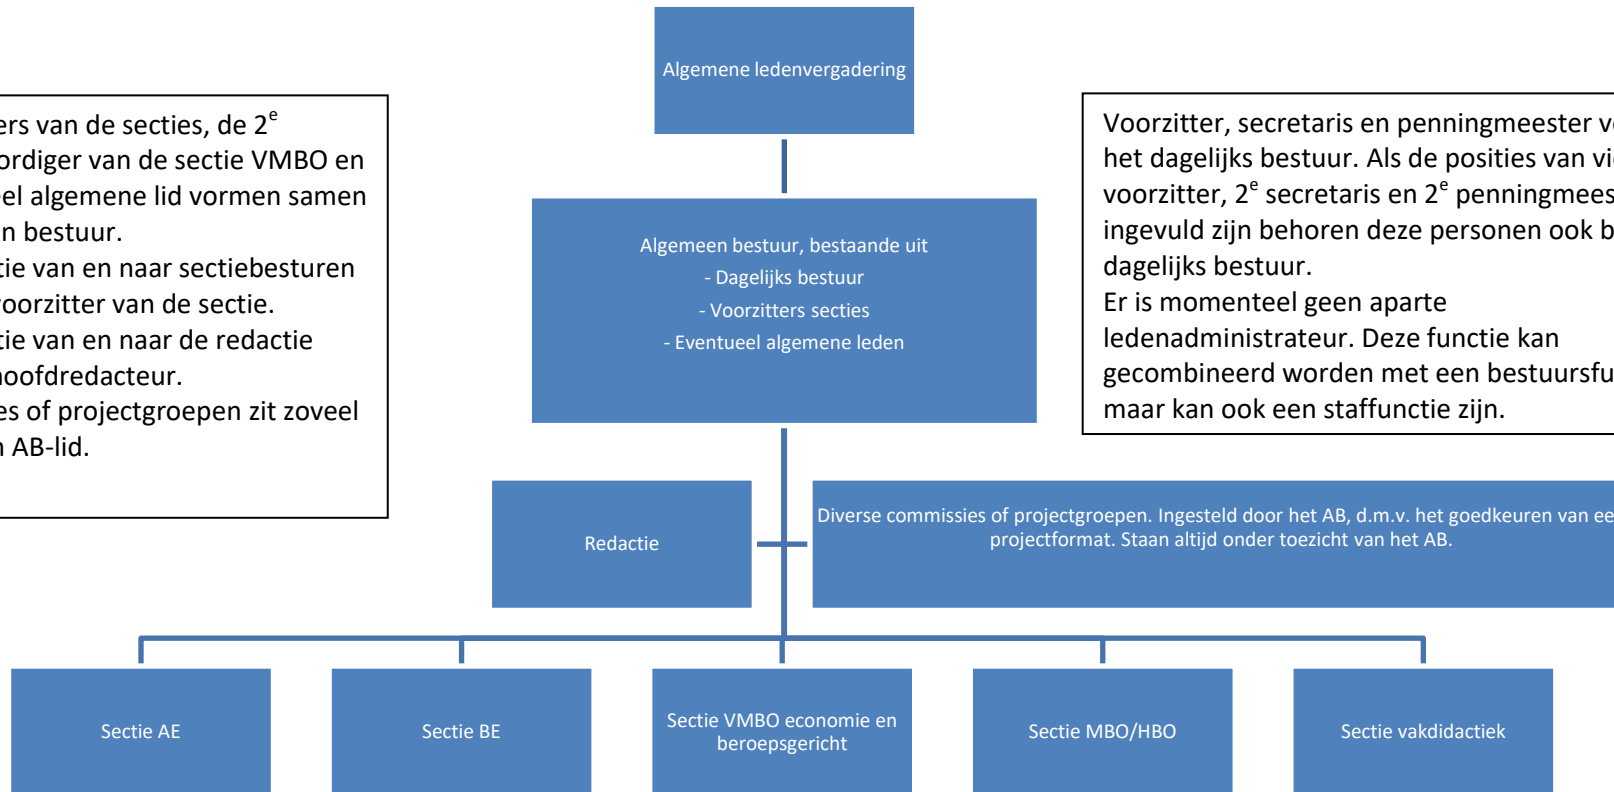 Algemene ledenvergadering
ers van de secties, de 2e
ordiger van de sectie VMBO en
el algemene lid vormen samen
n bestuur.
tie van en naar sectiebesturen
voorzitter van de sectie.
tie van en naar de redactie
hoofdredacteur.
es of projectgroepen zit zoveel
n AB-lid.
Algemeen bestuur, bestaande uit
- Dagelijks bestuur
- Voorzitters secties
- Eventueel algemene leden
Voorzitter, secretaris en penningmeester v
het dagelijks bestuur. Als de posities van vi
voorzitter, 2e secretaris en 2e penningmees
ingevuld zijn behoren deze personen ook b
dagelijks bestuur.
Er is momenteel geen aparte
ledenadministrateur. Deze functie kan
gecombineerd worden met een bestuursfu
maar kan ook een staffunctie zijn.
Redactie
Diverse commissies of projectgroepen. Ingesteld door het AB, d.m.v. het goedkeuren van ee
projectformat. Staan altijd onder toezicht van het AB.
Sectie AE
Sectie BE
Sectie VMBO economie en
beroepsgericht
Sectie MBO/HBO
Sectie vakdidactiek